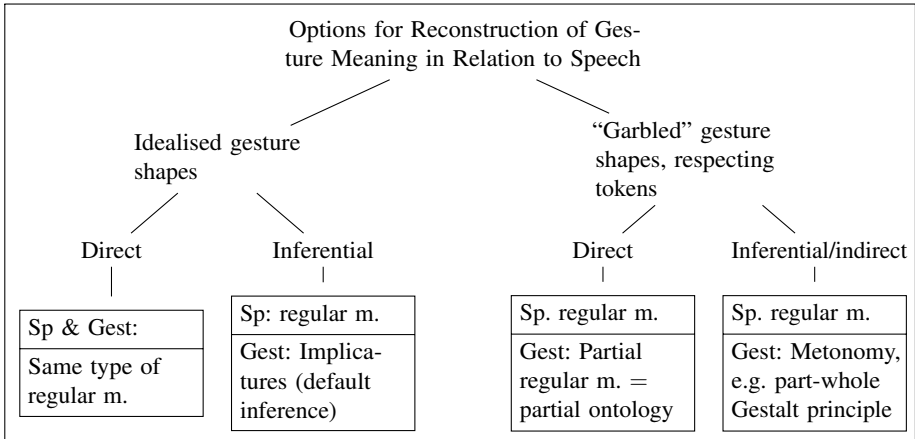 Options for Reconstruction of Ges-
ture Meaning in Relation to Speech
Idealised gesture
shapes
“Garbled” gesture
shapes, respecting
tokens
Direct
Inferential
Direct
Inferential/indirect
Sp & Gest:
Same type of
regular m.
Sp: regular m.
Gest: Implica-
tures (default
inference)
Sp. regular m.
Gest: Partial
regular m. =
partial ontology
Sp. regular m.
Gest: Metonomy,
e.g. part-whole
Gestalt principle